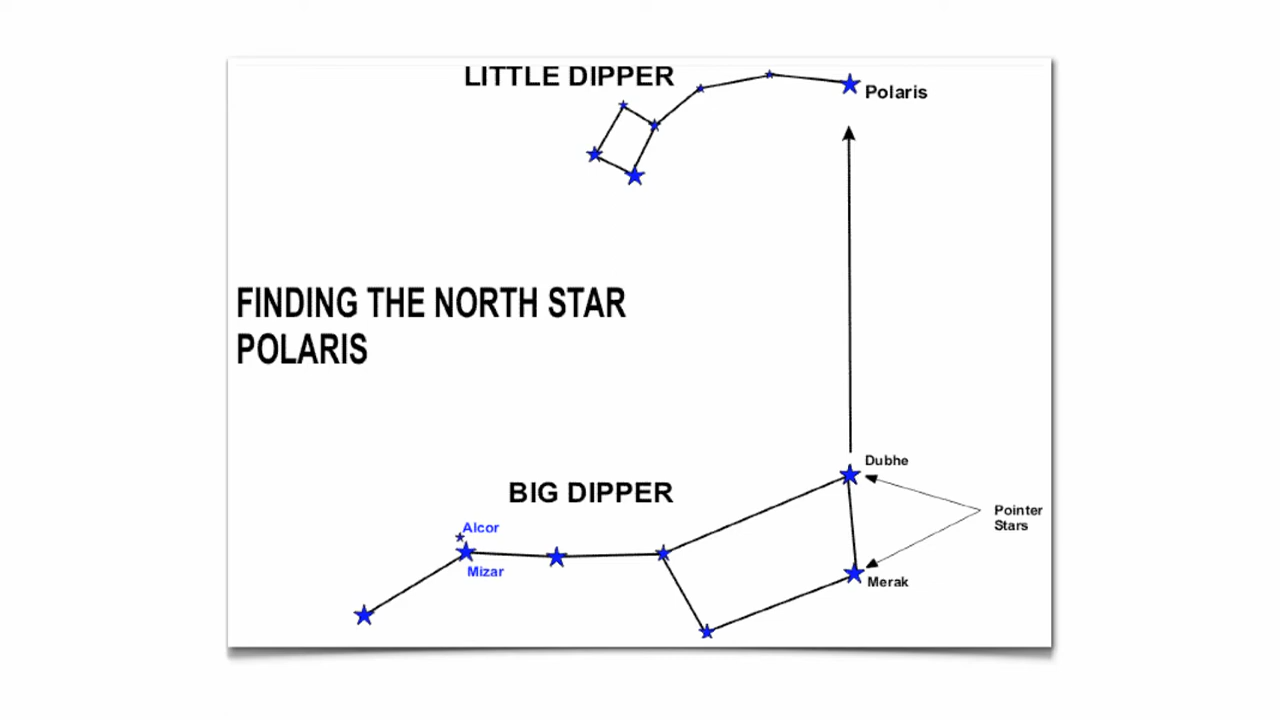 LITTLE DIPPER
Polaris
FINDING THE NORTH STAR
POLARIS
Dubhe
BIG DIPPER
Pointer
Stars
Alcor
Mizar
Merak